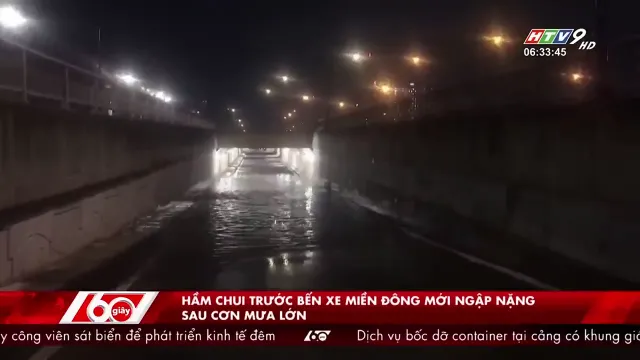 HTV9 HD
06:33:45
60 giây
HẦM CHUI TRƯỚC BẾN XE MIỀN ĐÔNG MỚI NGẬP NẶNG
SAU CƠN MƯA LỚN
y công viên sát biển để phát triển kinh tế đêm 60 Dịch vụ bốc dỡ container tại cảng có khung giá